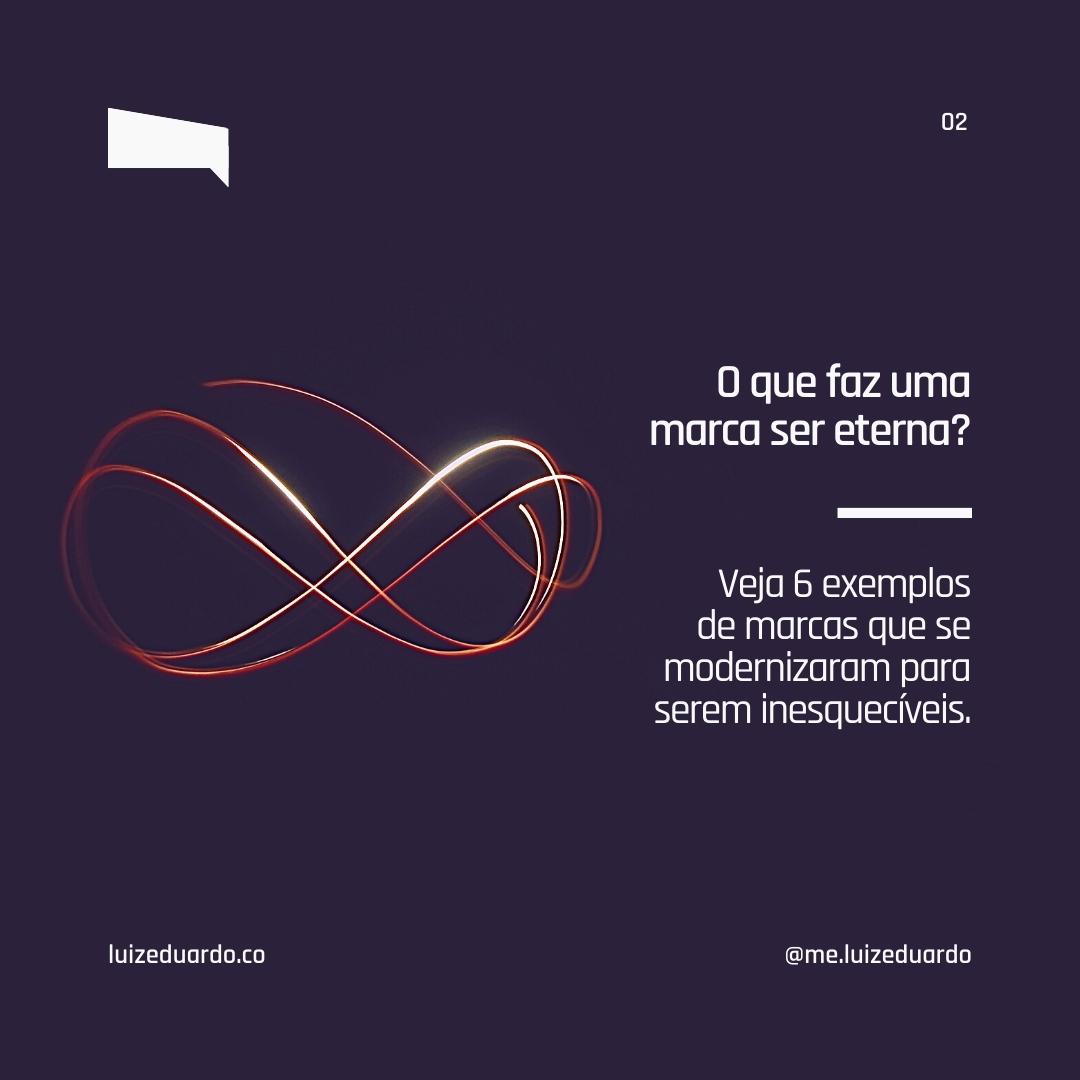 02
O que faz uma
marca ser eterna?
Veja 6 exemplos
de marcas que se
modernizaram para
serem inesquecíveis.
luizeduardo.co
@me.luizeduardo